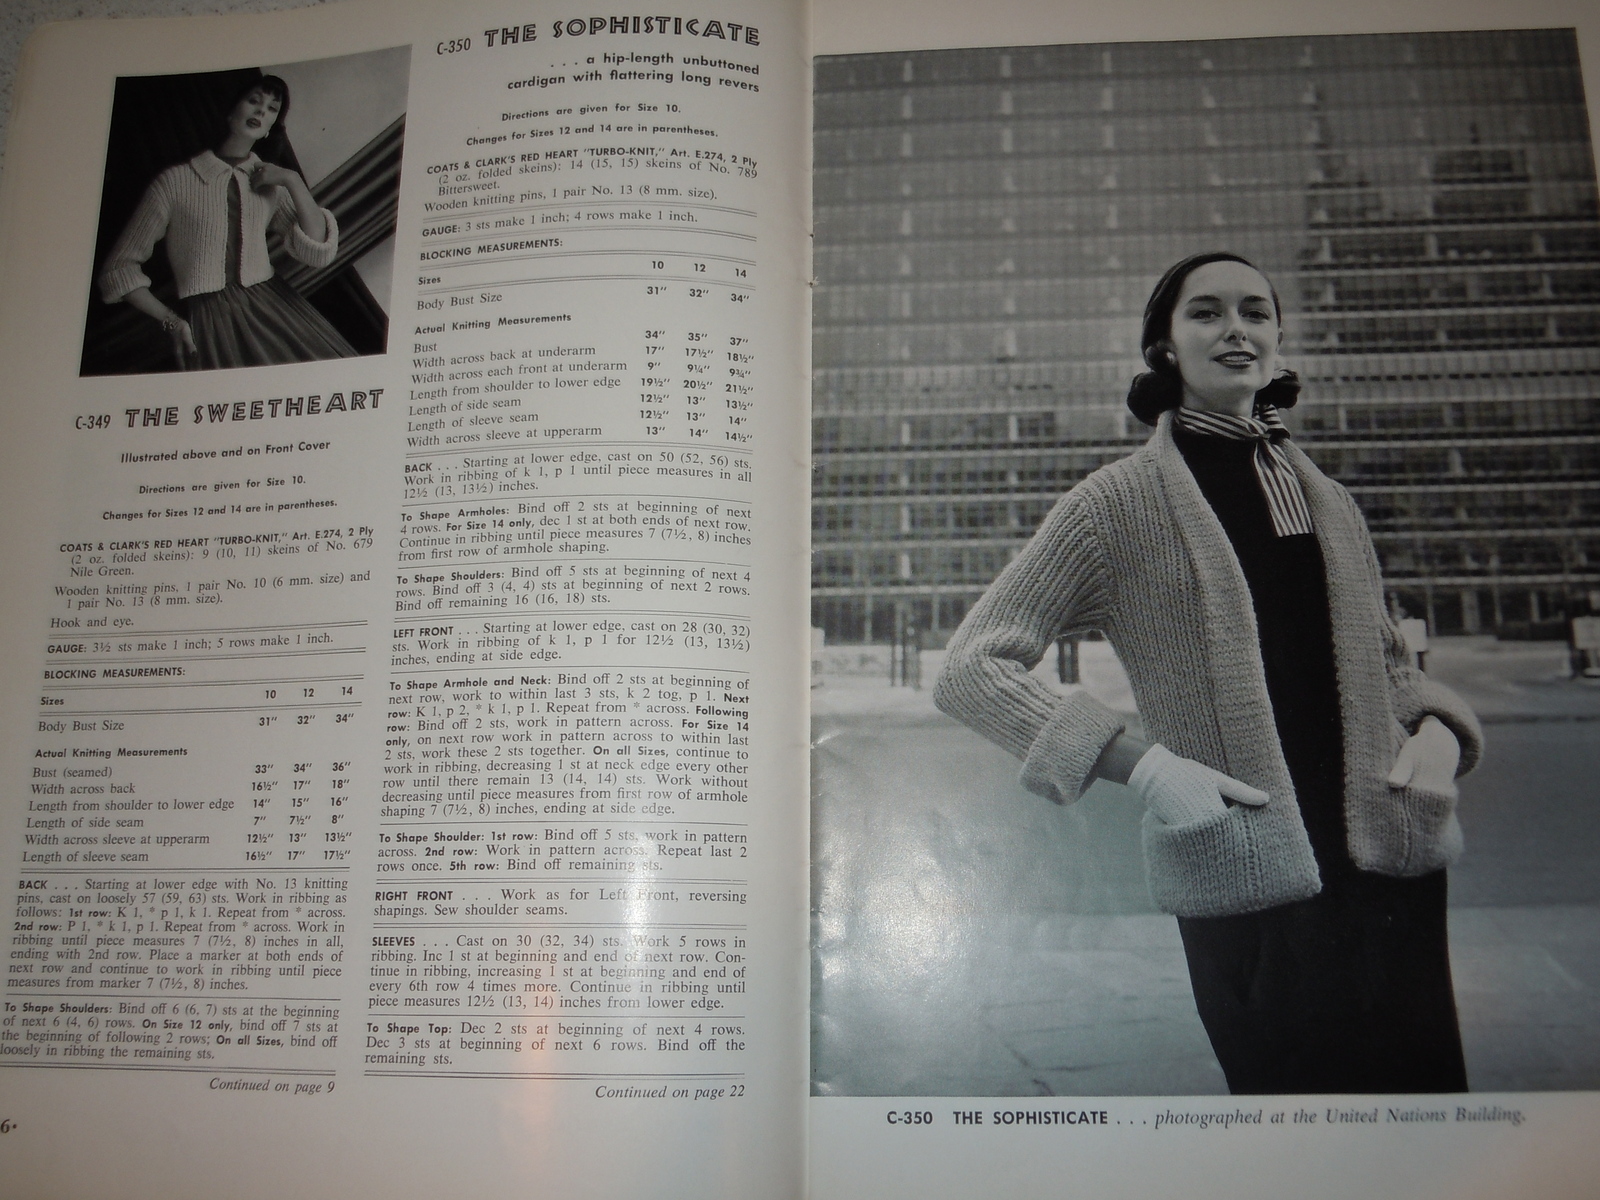 C-349 THE SWEETHEART
Illustrated above and on Front Cover
Directions are given for Size 10.
Changes for Sizes 12 and 14 are in parentheses.
COATS & CLARK'S RED HEART "TURBO-KNIT," Art. E.274, 2 Ply
(2 oz. folded skeins): 9 (10, 11) skeins of No. 679
Nile Green.
Wooden knitting pins, 1 pair No. 10 (6 mm. size) and
1 pair No. 13 (8 mm. size).
Hook and eye.
GAUGE: 3½ sts make 1 inch; 5 rows make 1 inch.
BLOCKING MEASUREMENTS:
Sizes 10 12 14
Body Bust Size 31" 32" 34"
Actual Knitting Measurements
Bust (seamed) 33" 34" 36"
Width across back 16½" 17" 18"
Length from shoulder to lower edge 14" 15" 16"
Length of side seam 7" 7½" 8"
Width across sleeve at upperarm 12½" 13" 13½"
Length of sleeve seam 16½" 17" 17½"
BACK . . . Starting at lower edge with No. 13 knitting
pins, cast on loosely 57 (59, 63) sts. Work in ribbing as
follows: 1st row: K 1, * p 1, k 1. Repeat from * across.
2nd row: P 1, * k 1, p 1. Repeat from * across. Work in
ribbing until piece measures 7 (7½, 8) inches in all,
ending with 2nd row. Place a marker at both ends of
next row and continue to work in ribbing until piece
measures from marker 7 (7½, 8) inches.
To Shape Shoulders: Bind off 6 (6, 7) sts at the beginning
of next 6 (4, 6) rows. On Size 12 only, bind off 7 sts at
the beginning of following 2 rows; On all Sizes, bind off
loosely in ribbing the remaining sts.
Continued on page 9
6•
C-350 THE SOPHISTICATE
. . . a hip-length unbuttoned
cardigan with flattering long revers
Directions are given for Size 10.
Changes for Sizes 12 and 14 are in parentheses.
COATS & CLARK'S RED HEART "TURBO-KNIT," Art. E.274, 2 Ply
(2 oz. folded skeins): 14 (15, 15) skeins of No. 789
Bittersweet.
Wooden knitting pins, 1 pair No. 13 (8 mm. size).
GAUGE: 3 sts make 1 inch; 4 rows make 1 inch.
BLOCKING MEASUREMENTS:
Sizes 10 12 14
Body Bust Size 31" 32" 34"
Actual Knitting Measurements
Bust 34" 35" 37"
Width across back at underarm 17" 17½" 18½"
Width across each front at underarm 9" 9¼" 9¾"
Length from shoulder to lower edge 19½" 20½" 21½"
Length of side seam 12½" 13" 13½"
Length of sleeve seam 12½" 13" 14"
Width across sleeve at upperarm 13" 14" 14½"
BACK . . . Starting at lower edge, cast on 50 (52, 56) sts.
Work in ribbing of k 1, p 1 until piece measures in all
12½ (13, 13½) inches.
To Shape Armholes: Bind off 2 sts at beginning of next
4 rows. For Size 14 only, dec 1 st at both ends of next row.
Continue in ribbing until piece measures 7 (7½, 8) inches
from first row of armhole shaping.
To Shape Shoulders: Bind off 5 sts at beginning of next 4
rows. Bind off 3 (4, 4) sts at beginning of next 2 rows.
Bind off remaining 16 (16, 18) sts.
LEFT FRONT . . . Starting at lower edge, cast on 28 (30, 32)
sts. Work in ribbing of k 1, p 1 for 12½ (13, 13½)
inches, ending at side edge.
To Shape Armhole and Neck: Bind off 2 sts at beginning of
next row, work to within last 3 sts, k 2 tog, p 1. Next
row: K 1, p 2, * k 1, p 1. Repeat from * across. Following
row: Bind off 2 sts, work in pattern across. For Size 14
only, on next row work in pattern across to within last
2 sts, work these 2 sts together. On all Sizes, continue to
work in ribbing, decreasing 1 st at neck edge every other
row until there remain 13 (14, 14) sts. Work without
decreasing until piece measures from first row of armhole
shaping 7 (7½, 8) inches, ending at side edge.
To Shape Shoulder: 1st row: Bind off 5 sts, work in pattern
across. 2nd row: Work in pattern across. Repeat last 2
rows once. 5th row: Bind off remaining sts.
RIGHT FRONT . . . Work as for Left Front, reversing
shapings. Sew shoulder seams.
SLEEVES . . . Cast on 30 (32, 34) sts. Work 5 rows in
ribbing. Inc 1 st at beginning and end of next row. Con-
tinue in ribbing, increasing 1 st at beginning and end of
every 6th row 4 times more. Continue in ribbing until
piece measures 12½ (13, 14) inches from lower edge.
To Shape Top: Dec 2 sts at beginning of next 4 rows.
Dec 3 sts at beginning of next 6 rows. Bind off the
remaining sts.
Continued on page 22
C-350 THE SOPHISTICATE . . . photographed at the United Nations Building.